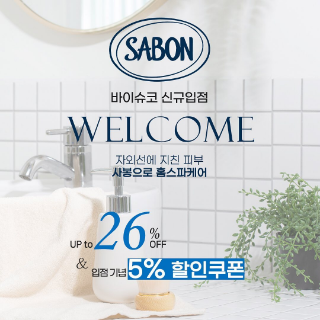 SABON
바이슈코 신규입점
WELCOME
자외선에 지친 피부
사봉으로 홈스파케어
UP to 26% OFF
& 입점 기념 5% 할인쿠폰